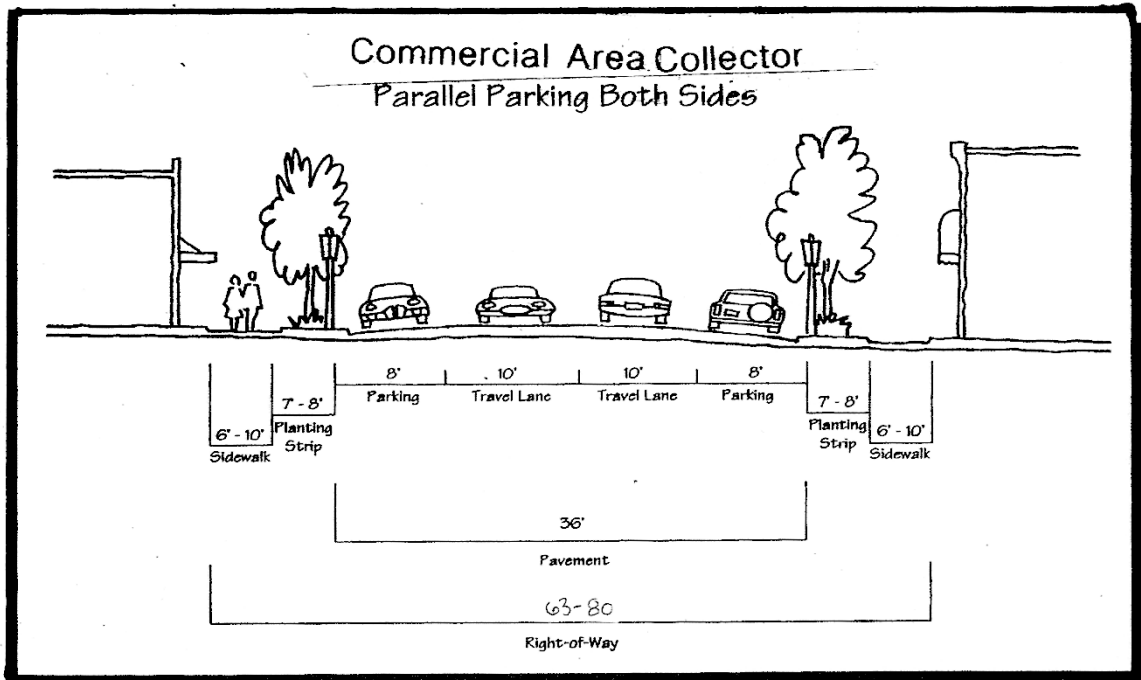 Commercial Area Collector
Parallel Parking Both Sides
8' 10' 10' 8'
Parking Travel Lane Travel Lane Parking
7' - 8' 7' - 8'
Planting Strip Planting Strip
6' - 10' 6' - 10'
Sidewalk Sidewalk
36'
Pavement
63-80
Right-of-Way